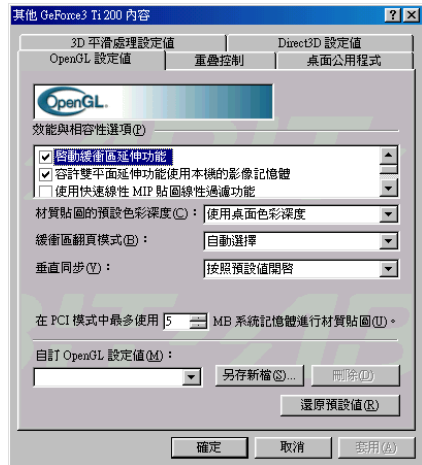 其他 GeForce3 Ti 200 內容
3D 平滑處理設定值
Direct3D 設定值
OpenGL 設定值
重疊控制
桌面公用程式
OpenGL.
效能與相容性選項(P)
啓動緩衝區延伸功能
容許雙平面延伸功能使用本機的影像記憶體
使用快速線性 MIP 貼圖線性過濾功能
材質貼圖的預設色彩深度(C)：
使用桌面色彩深度
緩衝區翻頁模式(B)：
自動選擇
垂直同步(V)：
按照預設值開啓
在 PCI 模式中最多使用 5 MB 系統記憶體進行材質貼圖(U)。
自訂 OpenGL 設定值(M)：
另存新檔(S)...
刪除(D)
還原預設值(R)
確定
取消
套用(A)